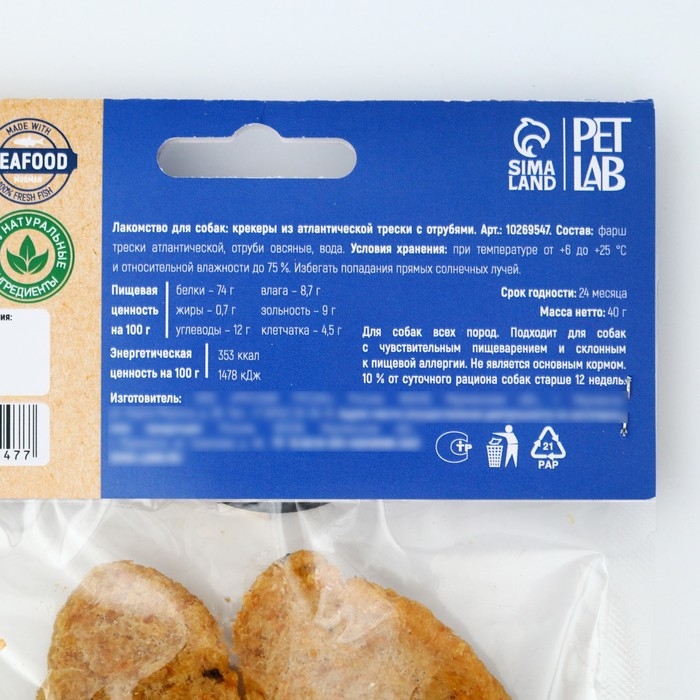 MADE WITH
EAFOOD
100% FRESH FISH
НАТУРАЛЬНЫЕ
ГРЕДИЕНТЫ
ния:
477
SIMA
LAND
PET
LAB
Лакомство для собак: крекеры из атлантической трески с отрубями. Арт.: 10269547. Состав: фарш
трески атлантической, отруби овсяные, вода. Условия хранения: при температуре от +6 до +25 °С
и относительной влажности до 75 %. Избегать попадания прямых солнечных лучей.
Пищевая
ценность
на 100 г
белки – 74 г
жиры – 0,7 г
углеводы – 12 г
влага – 8,7 г
зольность – 9 г
клетчатка – 4,5 г
Энергетическая
ценность на 100 г
353 ккал
1478 кДж
Срок годности: 24 месяца
Масса нетто: 40 г
Для собак всех пород. Подходит для собак
с чувствительным пищеварением и склонным
к пищевой аллергии. Не является основным кормом.
10 % от суточного рациона собак старше 12 недель.
Изготовитель:
21
PAP